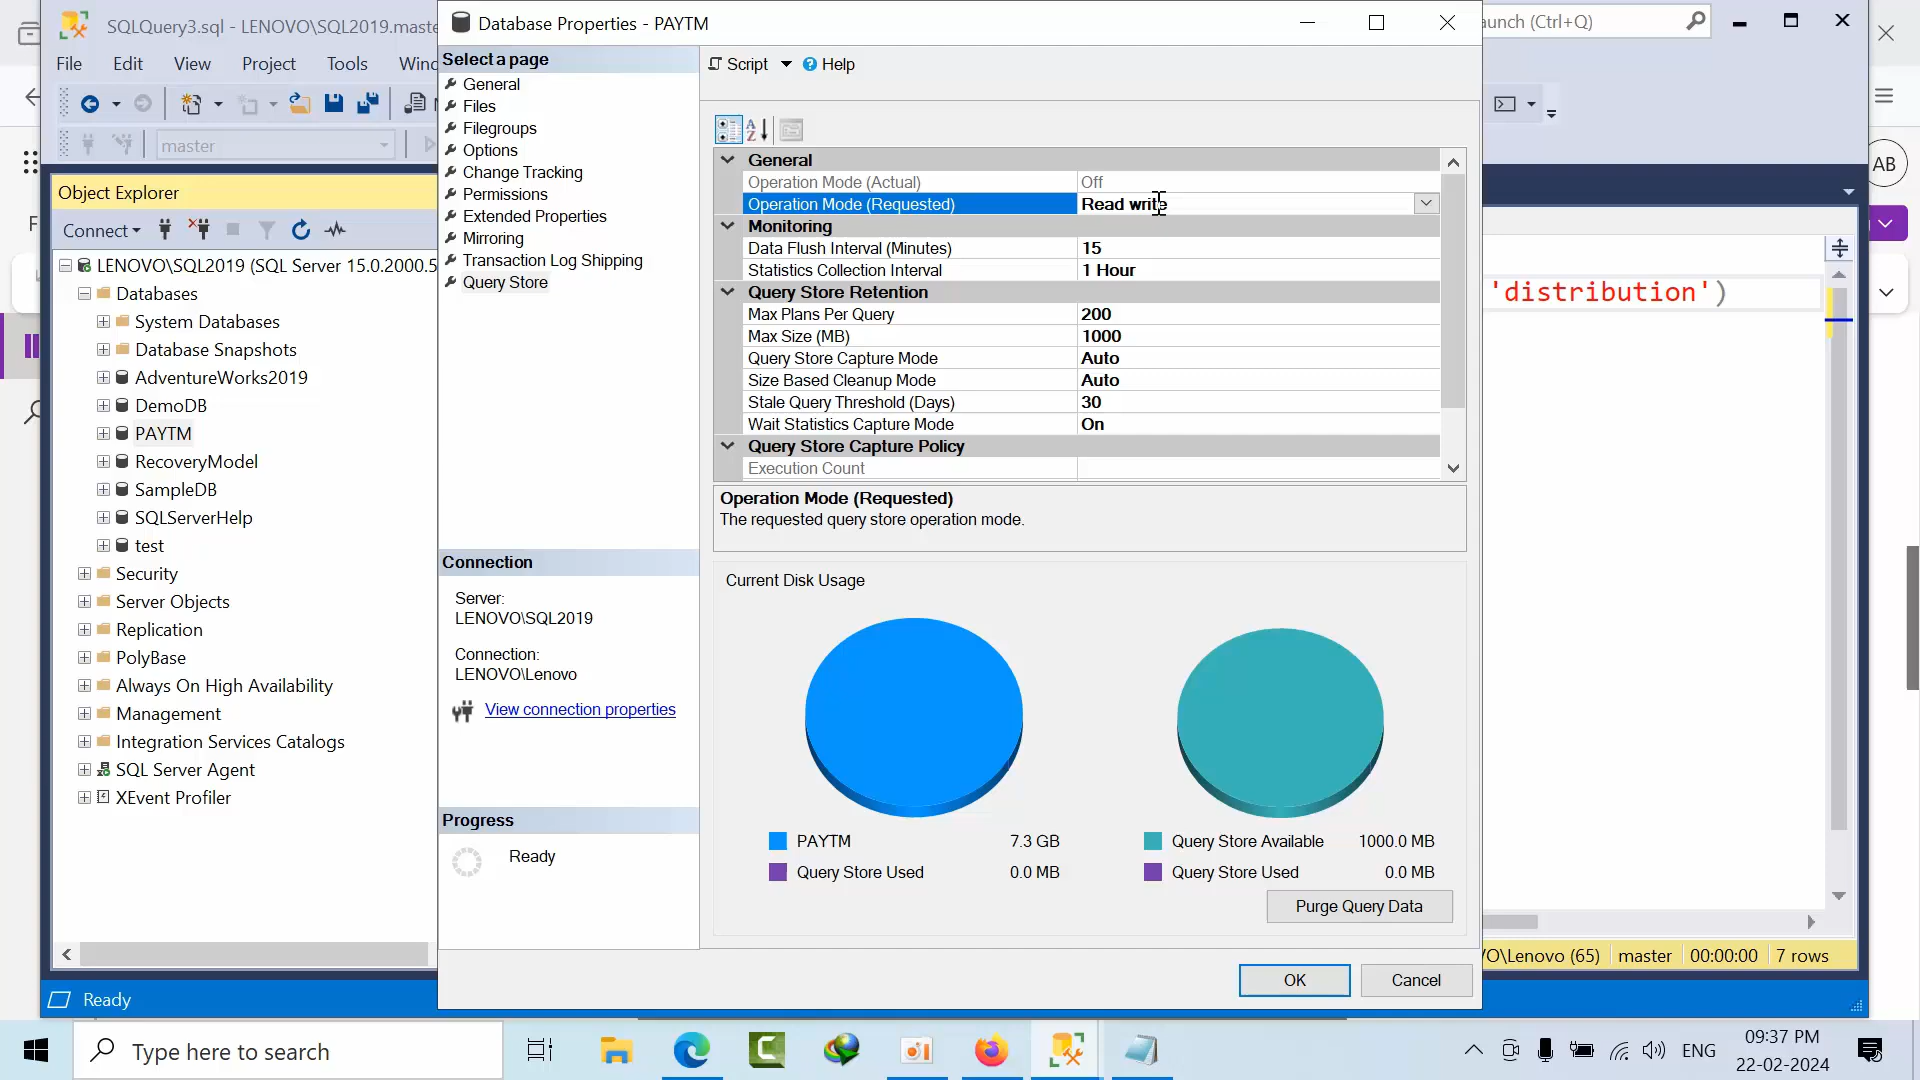 SQLQuery3.sql - LENOVO\SQL2019.maste
Database Properties - PAYTM
aunch (Ctrl+Q)
File Edit View Project Tools Wind
master
Object Explorer
Connect
LENOVO\SQL2019 (SQL Server 15.0.2000.5
Databases
System Databases
Database Snapshots
AdventureWorks2019
DemoDB
PAYTM
RecoveryModel
SampleDB
SQLServerHelp
test
Security
Server Objects
Replication
PolyBase
Always On High Availability
Management
Integration Services Catalogs
SQL Server Agent
XEvent Profiler
Ready
Select a page
General
Files
Filegroups
Options
Change Tracking
Permissions
Extended Properties
Mirroring
Transaction Log Shipping
Query Store
Connection
Server:
LENOVO\SQL2019
Connection:
LENOVO\Lenovo
View connection properties
Progress
Ready
Script Help
General
Operation Mode (Actual) Off
Operation Mode (Requested) Read write
Monitoring
Data Flush Interval (Minutes) 15
Statistics Collection Interval 1 Hour
Query Store Retention
Max Plans Per Query 200
Max Size (MB) 1000
Query Store Capture Mode Auto
Size Based Cleanup Mode Auto
Stale Query Threshold (Days) 30
Wait Statistics Capture Mode On
Query Store Capture Policy
Execution Count
Operation Mode (Requested)
The requested query store operation mode.
Current Disk Usage
PAYTM 7.3 GB
Query Store Used 0.0 MB
Query Store Available 1000.0 MB
Query Store Used 0.0 MB
Purge Query Data
OK Cancel
'distribution')
AB
VO\Lenovo (65) master 00:00:00 7 rows
Type here to search
ENG
09:37 PM
22-02-2024